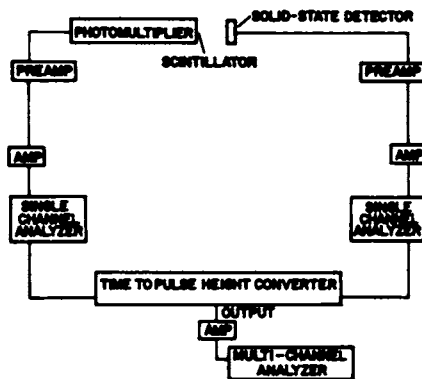 SOLID-STATE DETECTOR
PHOTOMULTIPLIER
SCINTILLATOR
PREAMP
PREAMP
AMP
AMP
SINGLE
CHANNEL
ANALYZER
SINGLE
CHANNEL
ANALYZER
TIME TO PULSE HEIGHT CONVERTER
OUTPUT
AMP
MULTI-CHANNEL
ANALYZER